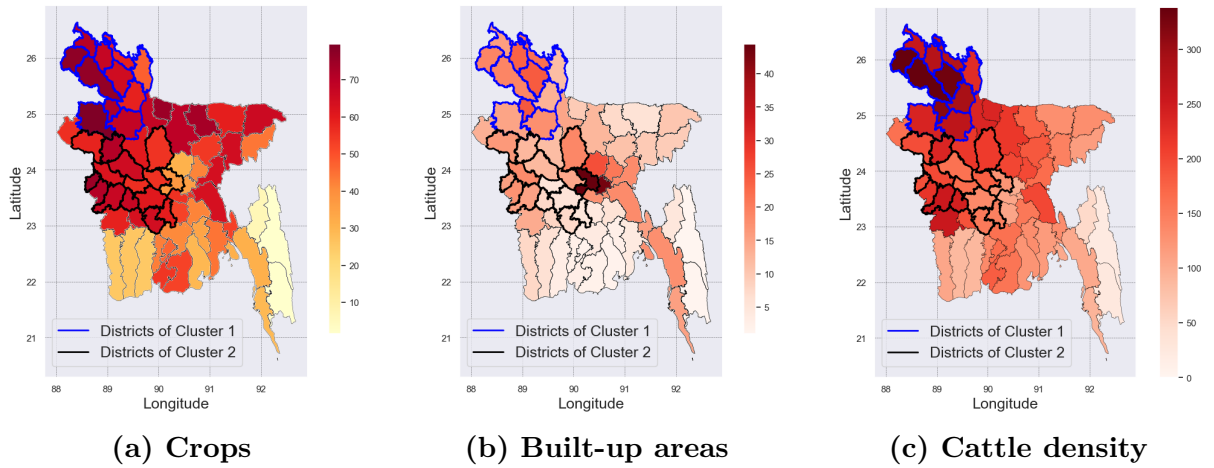 Latitude
26
25
24
23
22
21
88 89 90 91 92
Longitude
70
60
50
40
30
20
10
Districts of Cluster 1
Districts of Cluster 2
(a) Crops
Latitude
26
25
24
23
22
21
88 89 90 91 92
Longitude
40
35
30
25
20
15
10
5
Districts of Cluster 1
Districts of Cluster 2
(b) Built-up areas
Latitude
26
25
24
23
22
21
88 89 90 91 92
Longitude
300
250
200
150
100
50
0
Districts of Cluster 1
Districts of Cluster 2
(c) Cattle density